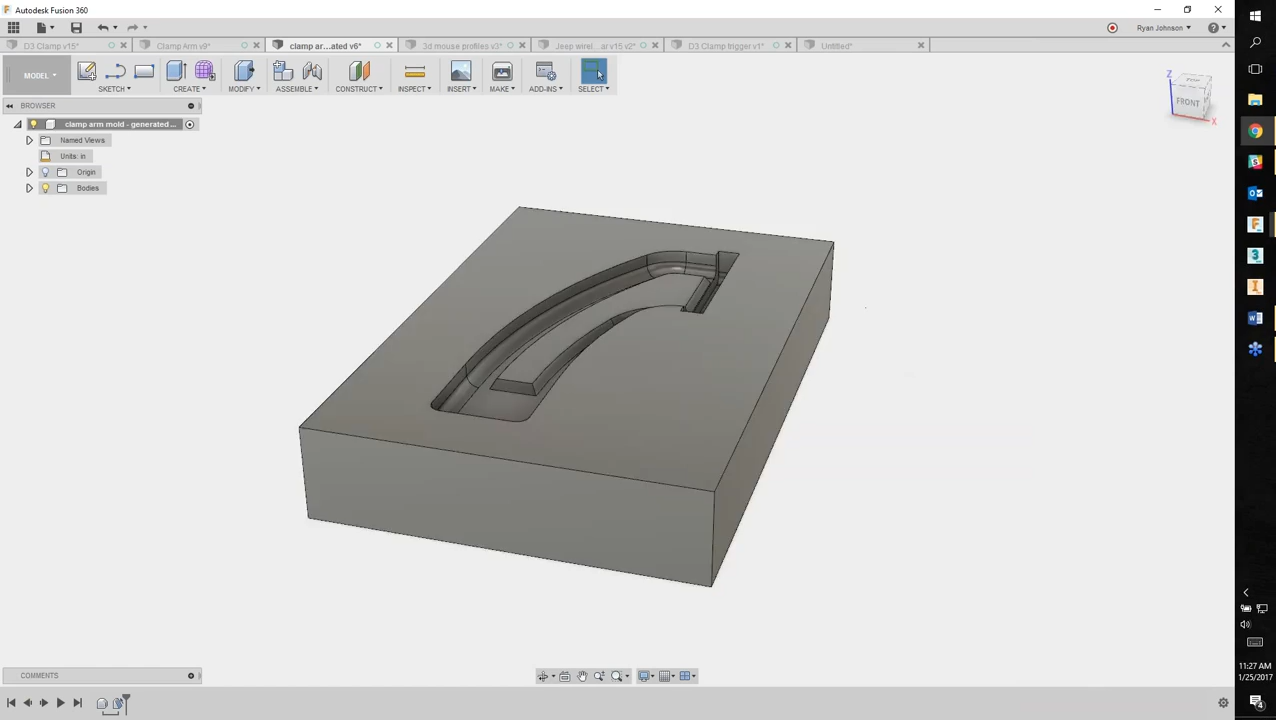 Autodesk Fusion 360
Ryan Johnson
D3 Clamp v15*
Clamp Arm v9*
clamp ar...ated v6*
3d mouse profiles v3*
Jeep wirel...ar v15 v2*
D3 Clamp trigger v1*
Untitled*
MODEL
SKETCH
CREATE
MODIFY
ASSEMBLE
CONSTRUCT
INSPECT
INSERT
MAKE
ADD-INS
SELECT
Z
TOP
FRONT
X
BROWSER
clamp arm mold - generated ...
Named Views
Units: in
Origin
Bodies
COMMENTS
11:27 AM
1/25/2017
4